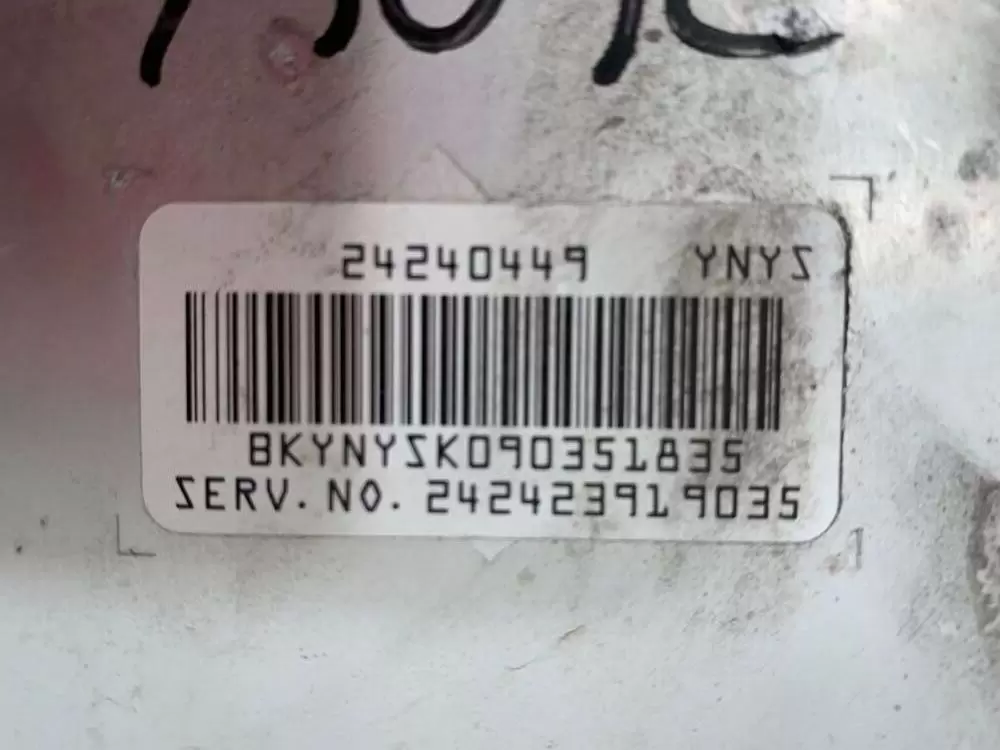 24240449 YNYS
BKYNYSK090351835
SERV. NO. 242423919035